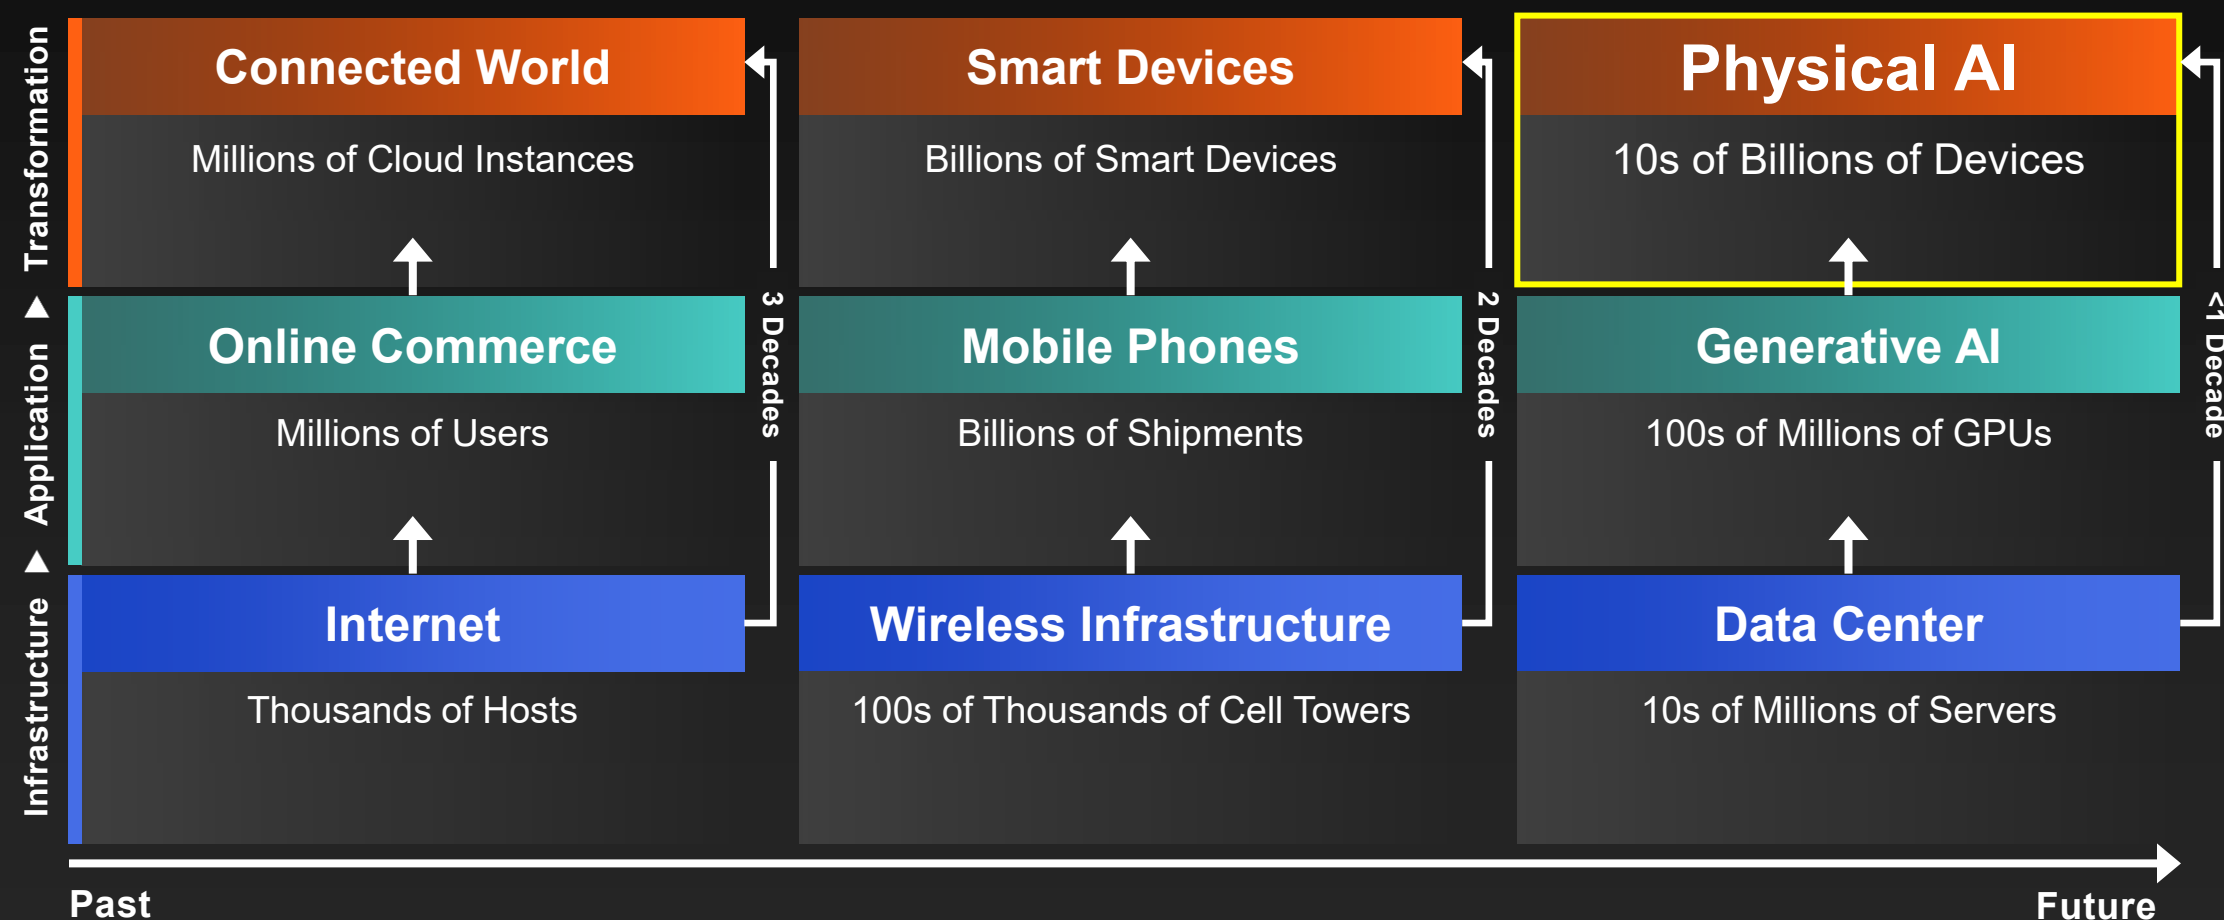 Transformation
Application
Infrastructure
Connected World
Millions of Cloud Instances
Online Commerce
Millions of Users
Internet
Thousands of Hosts
3 Decades
Smart Devices
Billions of Smart Devices
Mobile Phones
Billions of Shipments
Wireless Infrastructure
100s of Thousands of Cell Towers
2 Decades
Physical AI
10s of Billions of Devices
Generative AI
100s of Millions of GPUs
Data Center
10s of Millions of Servers
<1 Decade
Past
Future